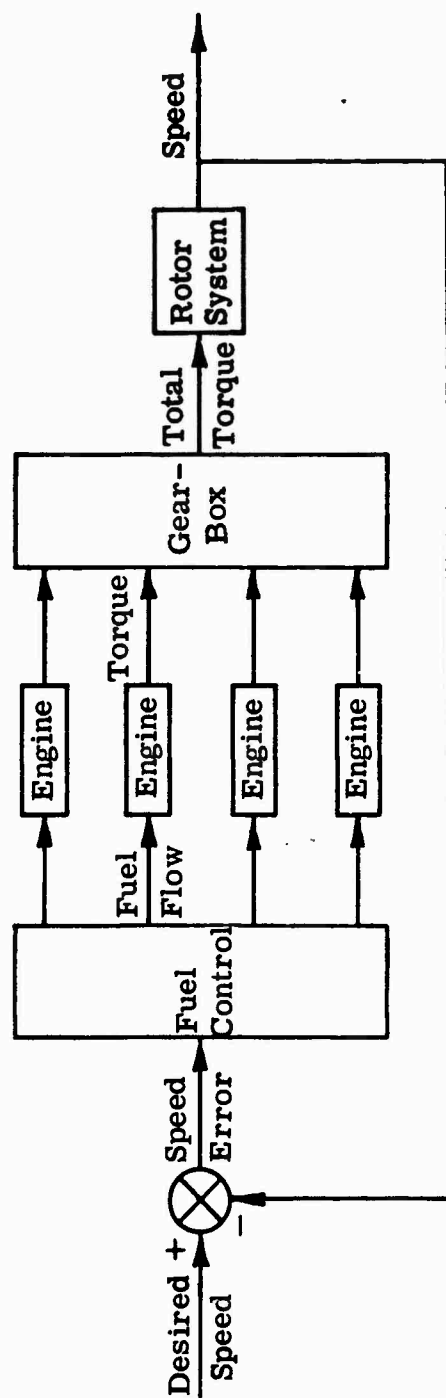 Desired +
Speed
−
Speed
Error
Fuel
Control
Fuel
Flow
Engine
Engine
Engine
Engine
Torque
Gear-
Box
Total
Torque
Rotor
System
Speed